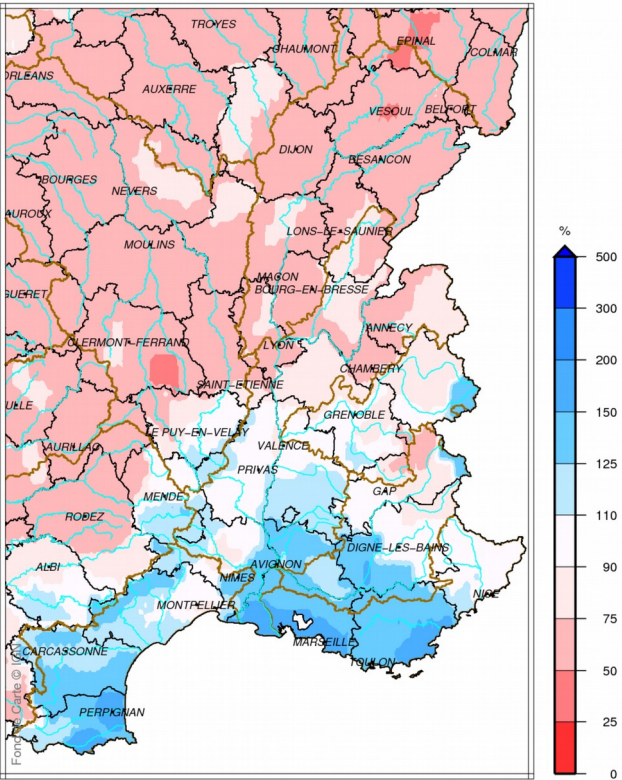 TROYES
EPINAL
CHAUMONT
COLMAR
ORLEANS
AUXERRE
VESOUL
BELFORT
DIJON
BESANCON
BOURGES
NEVERS
AUROUX
LONS-LE-SAUNIER
MOULINS
MACON
BOURG-EN-BRESSE
GUERET
ANNECY
CLERMONT-FERRAND
LYON
CHAMBERY
SAINT-ETIENNE
ULLE
GRENOBLE
LE PUY-EN-VELAY
AURILLAC
VALENCE
PRIVAS
MENDE
GAP
RODEZ
DIGNE-LES-BAINS
ALBI
AVIGNON
NIMES
NICE
MONTPELLIER
MARSEILLE
CARCASSONNE
TOULON
PERPIGNAN
Fond de Carte © IGN
%
500
300
200
150
125
110
90
75
50
25
0